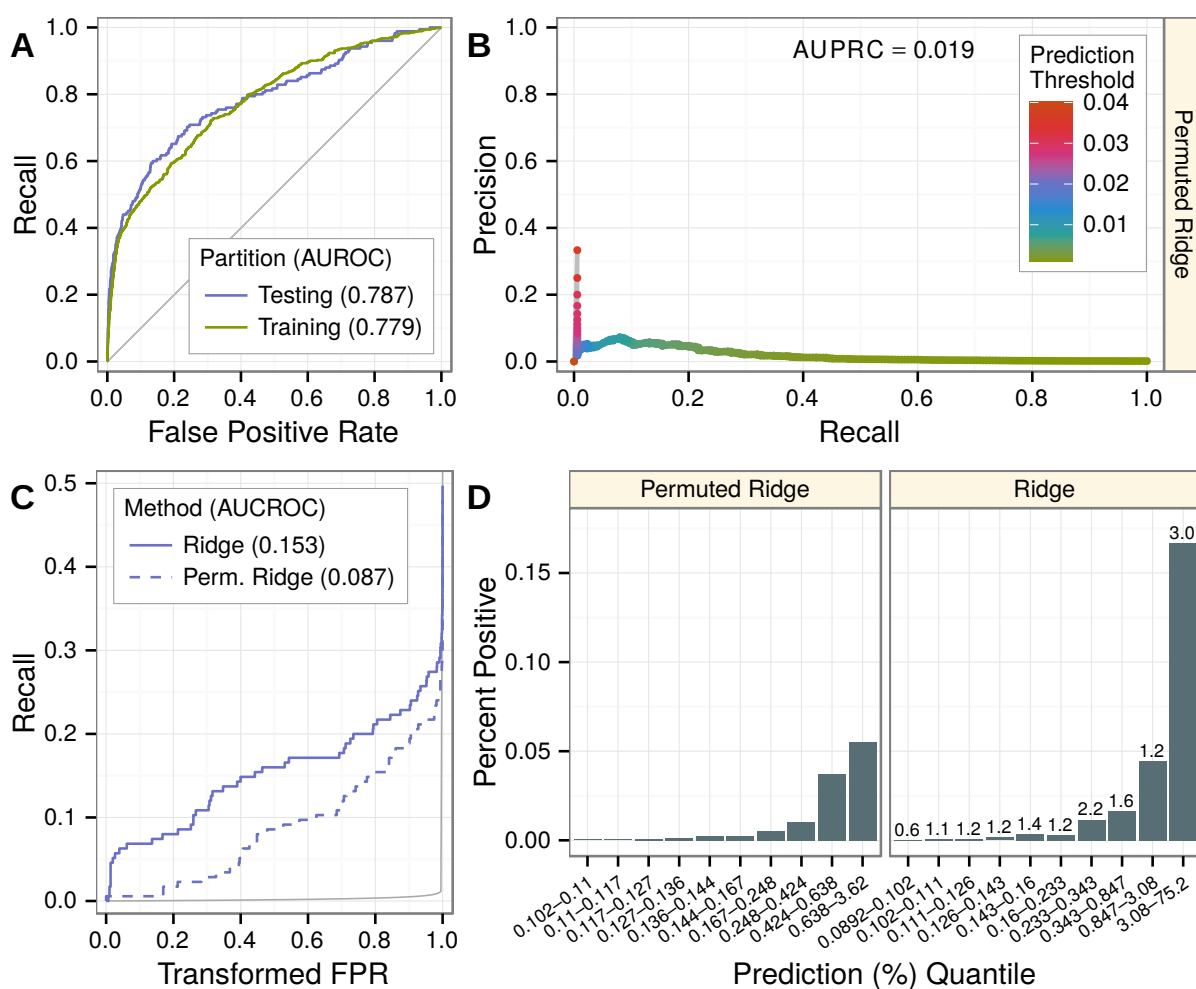 A
1.0
0.8
0.6
0.4
0.2
0.0
Recall
Partition (AUROC)
Testing (0.787)
Training (0.779)
0.0 0.2 0.4 0.6 0.8 1.0
False Positive Rate
B
1.0
0.8
0.6
0.4
0.2
0.0
Precision
AUPRC = 0.019
Prediction
Threshold
0.04
0.03
0.02
0.01
Permuted Ridge
0.0 0.2 0.4 0.6 0.8 1.0
Recall
C
0.5
0.4
0.3
0.2
0.1
0.0
Recall
Method (AUCROC)
Ridge (0.153)
Perm. Ridge (0.087)
0.0 0.2 0.4 0.6 0.8 1.0
Transformed FPR
D
Permuted Ridge
Ridge
Percent Positive
0.15
0.10
0.05
0.00
0.6 1.1 1.2 1.2 1.4 1.2 2.2 1.6 1.2 3.0
0.102–0.11
0.11–0.117
0.117–0.127
0.127–0.136
0.136–0.144
0.144–0.167
0.167–0.248
0.248–0.424
0.424–0.638
0.638–3.62
0.0892–0.102
0.102–0.111
0.111–0.126
0.126–0.143
0.143–0.16
0.16–0.233
0.233–0.343
0.343–0.847
0.847–3.08
3.08–75.2
Prediction (%) Quantile